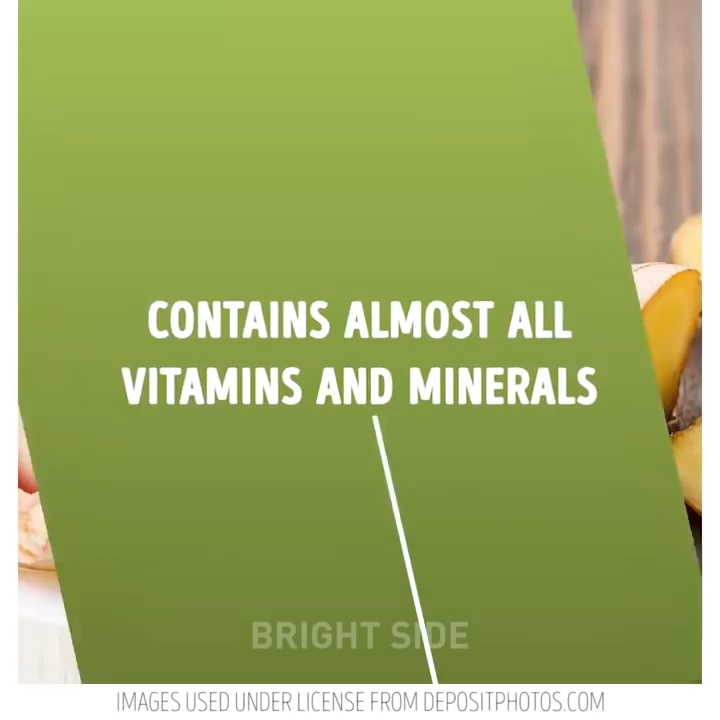 CONTAINS ALMOST ALL
VITAMINS AND MINERALS
BRIGHT SIDE
IMAGES USED UNDER LICENSE FROM DEPOSITPHOTOS.COM